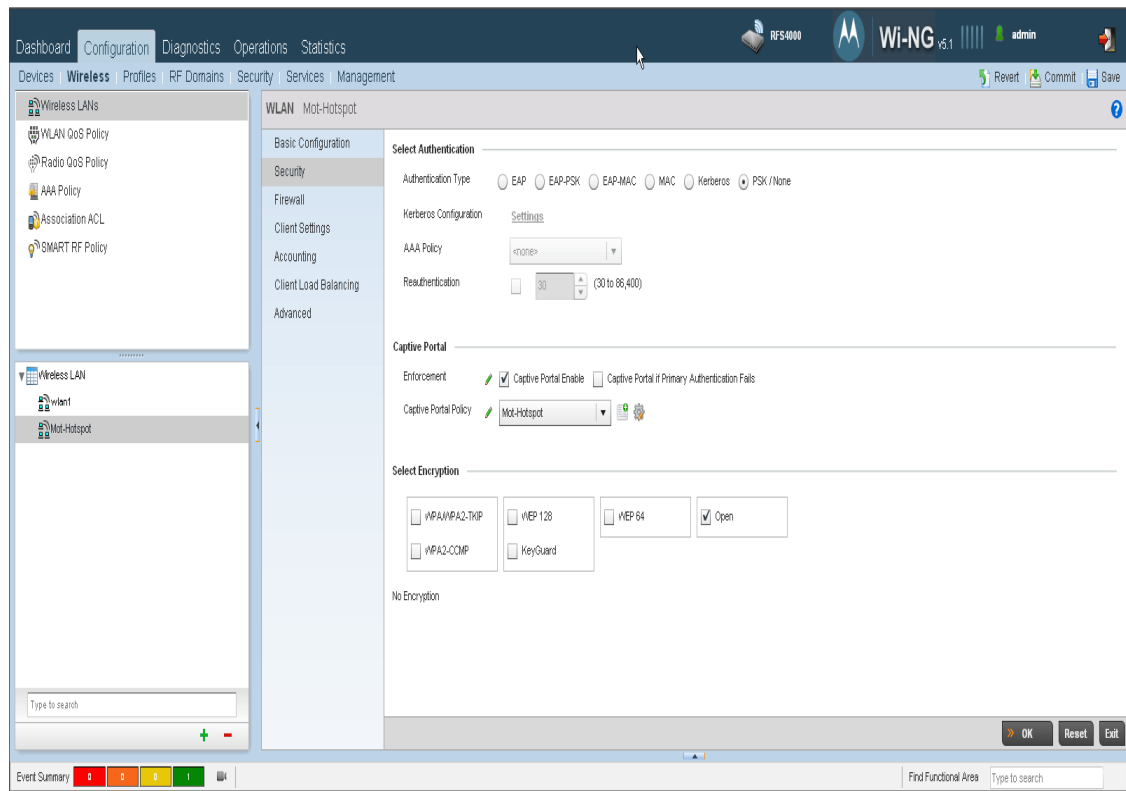 RFS4000
Wi-NG v5.1
admin
Dashboard Configuration Diagnostics Operations Statistics
Devices Wireless Profiles RF Domains Security Services Management
Revert Commit Save
Wireless LANs
WLAN QoS Policy
Radio QoS Policy
AAA Policy
Association ACL
SMART RF Policy
Wireless LAN
wlan1
Mot-Hotspot
Type to search
WLAN Mot-Hotspot
Basic Configuration
Security
Firewall
Client Settings
Accounting
Client Load Balancing
Advanced
Select Authentication
Authentication Type EAP EAP-PSK EAP-MAC MAC Kerberos PSK / None
Kerberos Configuration Settings
AAA Policy <none>
Reauthentication 30 (30 to 86,400)
Captive Portal
Enforcement Captive Portal Enable Captive Portal if Primary Authentication Fails
Captive Portal Policy Mot-Hotspot
Select Encryption
WPA/WPA2-TKIP WEP 128 WEP 64 Open
WPA2-CCMP KeyGuard
No Encryption
OK Reset Exit
Event Summary 0 0 0 1
Find Functional Area Type to search